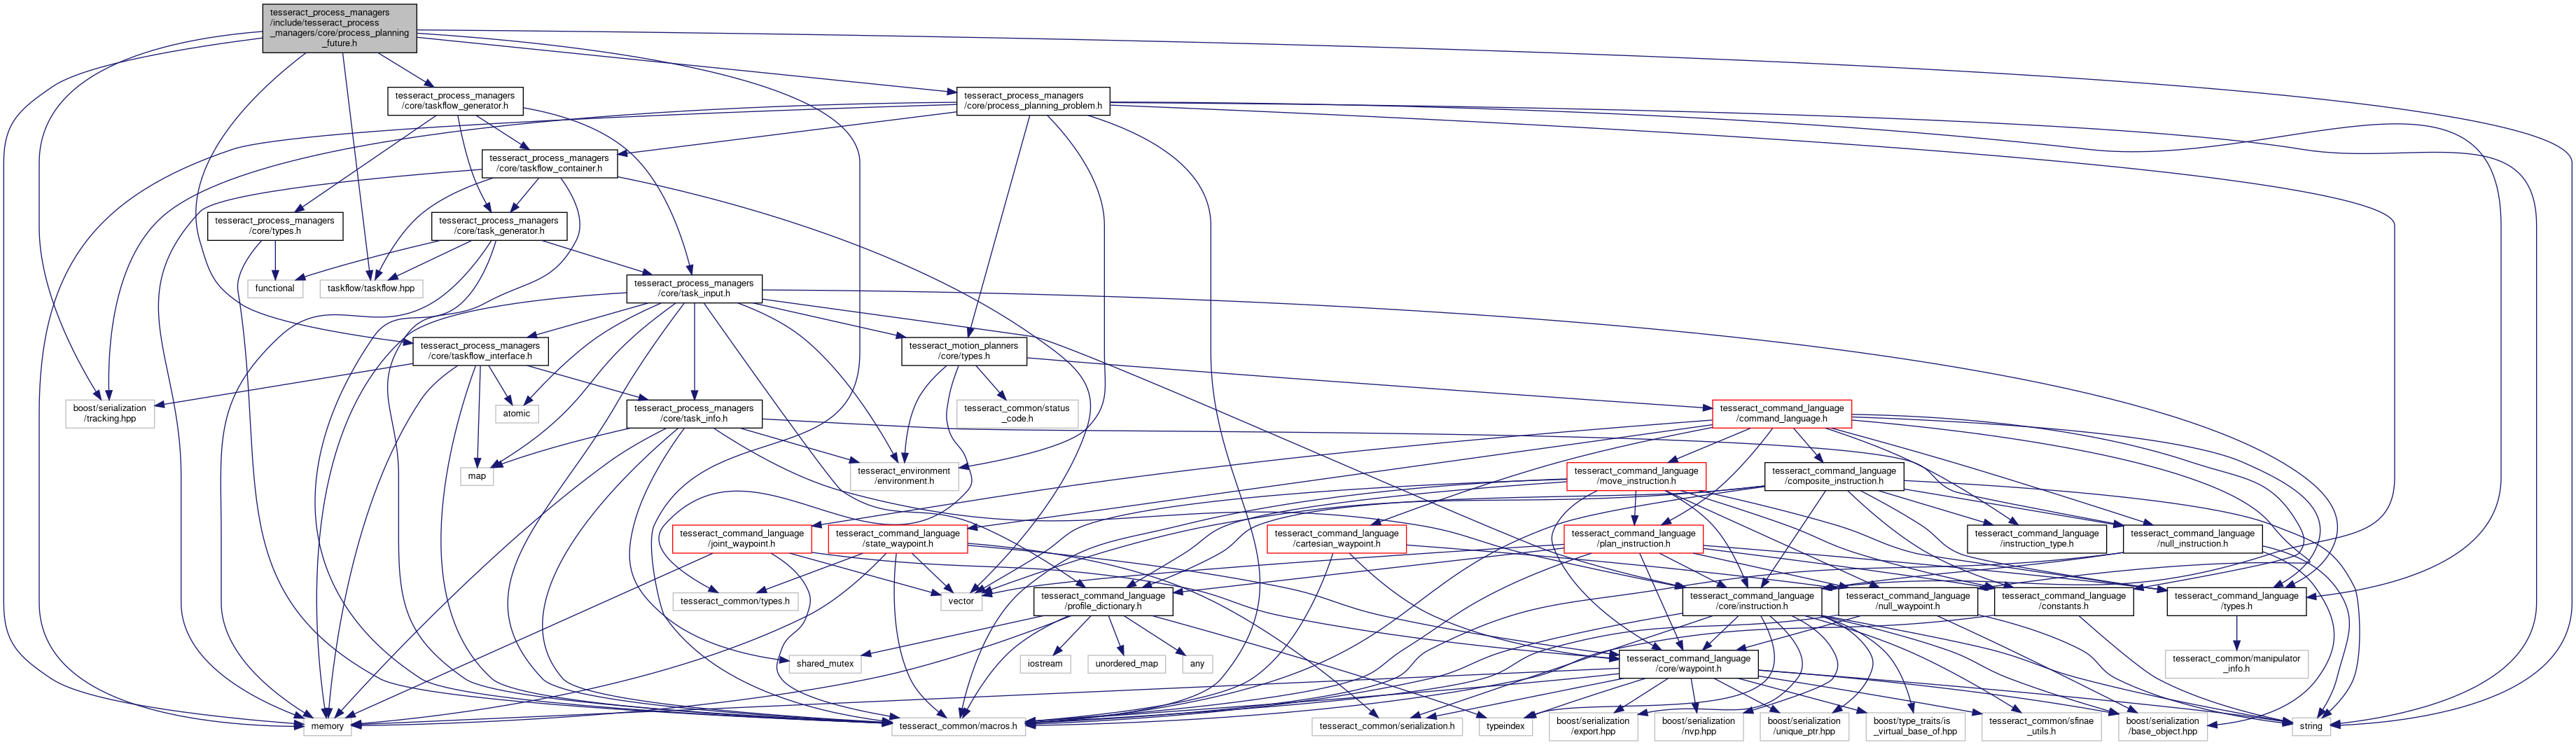 tesseract_process_managers
/include/tesseract_process
_managers/core/process_planning
_future.h
tesseract_process_managers
/core/taskflow_generator.h
tesseract_process_managers
/core/process_planning_problem.h
tesseract_process_managers
/core/taskflow_container.h
tesseract_process_managers
/core/types.h
tesseract_process_managers
/core/task_generator.h
functional
taskflow/taskflow.hpp
tesseract_process_managers
/core/task_input.h
tesseract_process_managers
/core/taskflow_interface.h
tesseract_motion_planners
/core/types.h
boost/serialization
/tracking.hpp
atomic
tesseract_process_managers
/core/task_info.h
tesseract_common/status
_code.h
tesseract_command_language
/command_language.h
map
tesseract_environment
/environment.h
tesseract_command_language
/move_instruction.h
tesseract_command_language
/composite_instruction.h
tesseract_command_language
/joint_waypoint.h
tesseract_command_language
/state_waypoint.h
tesseract_command_language
/cartesian_waypoint.h
tesseract_command_language
/plan_instruction.h
tesseract_command_language
/instruction_type.h
tesseract_command_language
/null_instruction.h
tesseract_common/types.h
vector
tesseract_command_language
/profile_dictionary.h
tesseract_command_language
/core/instruction.h
tesseract_command_language
/null_waypoint.h
tesseract_command_language
/constants.h
tesseract_command_language
/types.h
shared_mutex
iostream
unordered_map
any
tesseract_command_language
/core/waypoint.h
tesseract_common/manipulator
_info.h
memory
tesseract_common/macros.h
tesseract_common/serialization.h
typeindex
boost/serialization
/export.hpp
boost/serialization
/nvp.hpp
boost/serialization
/unique_ptr.hpp
boost/type_traits/is
_virtual_base_of.hpp
tesseract_common/sfinae
_utils.h
boost/serialization
/base_object.hpp
string